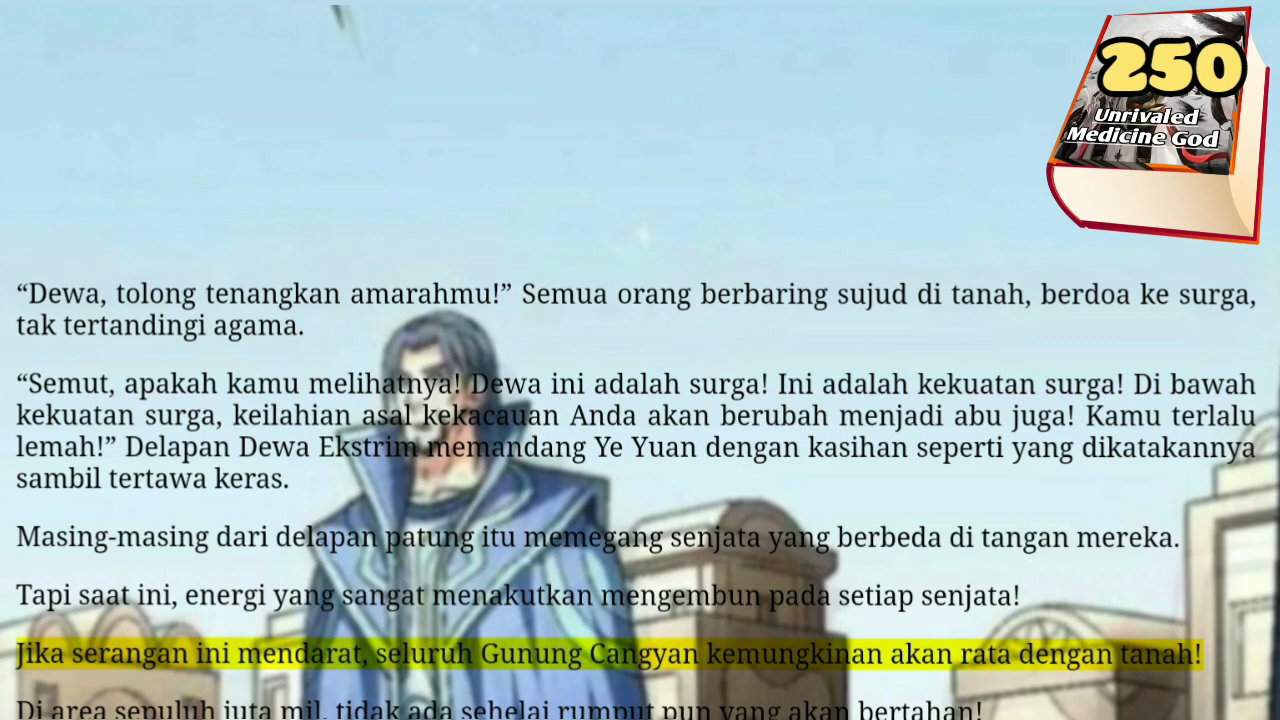 250
Unrivaled
Medicine God
“Dewa, tolong tenangkan amarahmu!” Semua orang berbaring sujud di tanah, berdoa ke surga,
tak tertandingi agama.
“Semut, apakah kamu melihatnya! Dewa ini adalah surga! Ini adalah kekuatan surga! Di bawah
kekuatan surga, keilahian asal kekacauan Anda akan berubah menjadi abu juga! Kamu terlalu
lemah!” Delapan Dewa Ekstrim memandang Ye Yuan dengan kasihan seperti yang dikatakannya
sambil tertawa keras.
Masing-masing dari delapan patung itu memegang senjata yang berbeda di tangan mereka.
Tapi saat ini, energi yang sangat menakutkan mengembun pada setiap senjata!
Jika serangan ini mendarat, seluruh Gunung Cangyan kemungkinan akan rata dengan tanah!
Di area sepuluh juta mil, tidak ada sehelai rumput pun yang akan bertahan!